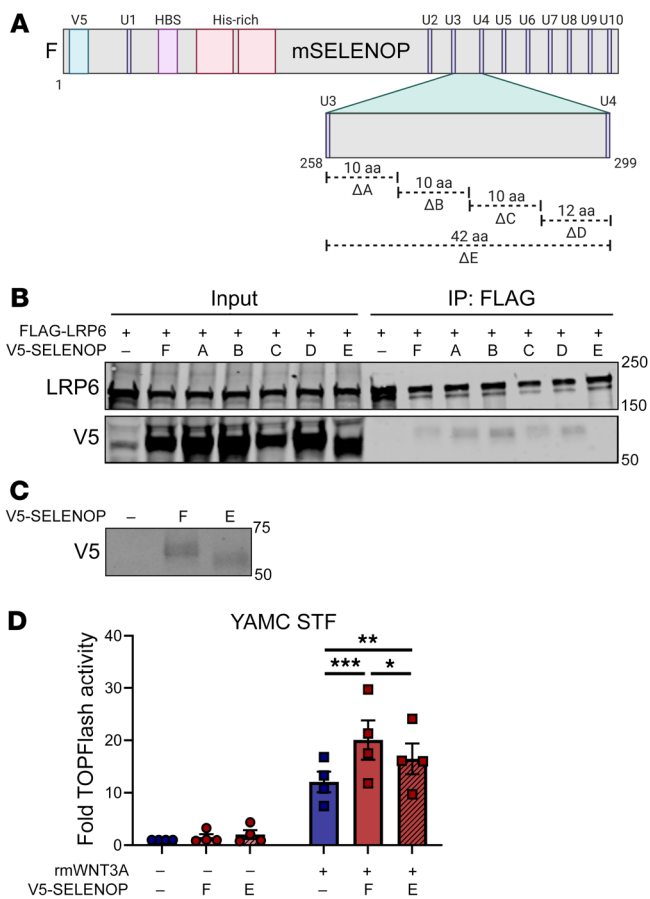 A
V5 U1 HBS His-rich U2 U3 U4 U5 U6 U7 U8 U9 U10
F mSELENOP
1
U3 U4
258 299
10 aa
ΔA
10 aa
ΔB
10 aa
ΔC
12 aa
ΔD
42 aa
ΔE
B
Input IP: FLAG
FLAG-LRP6 + + + + + + + + + + + + + +
V5-SELENOP – F A B C D E – F A B C D E
LRP6 250
150
V5
50
C
V5-SELENOP – F E
75
V5
50
D
YAMC STF
Fold TOPFlash activity
40
30
20
10
0
**
*** *
rmWNT3A – – – + + +
V5-SELENOP – F E – F E